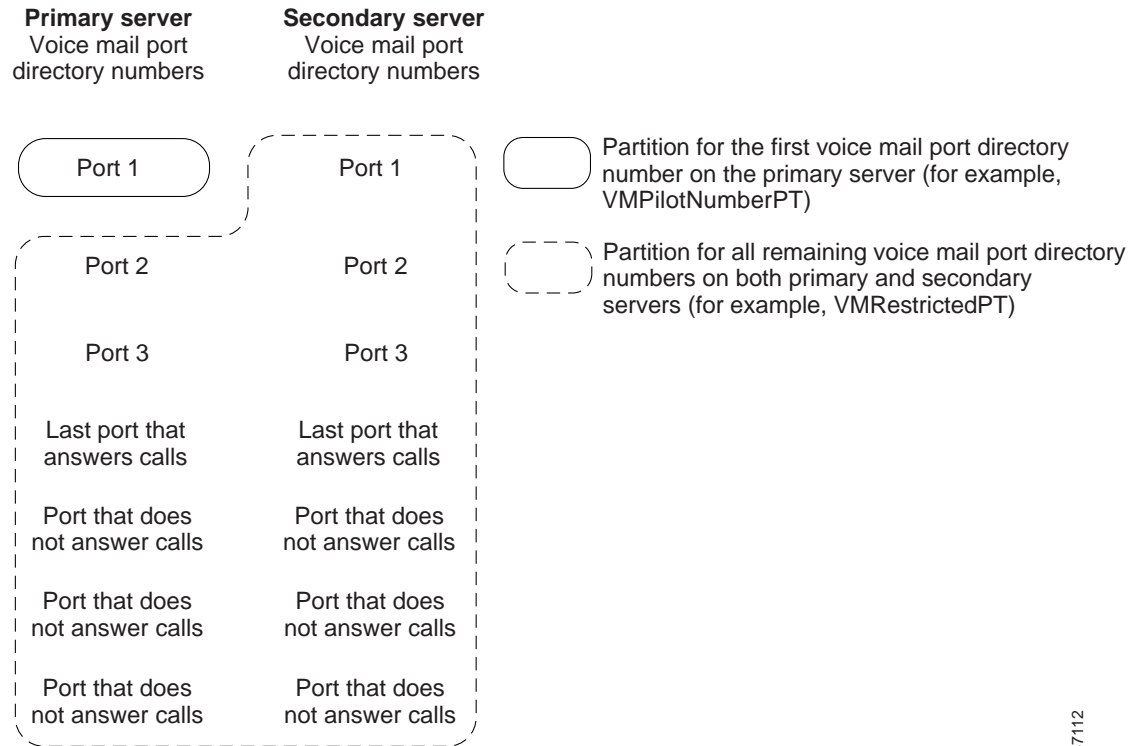 Primary server
Voice mail port
directory numbers
Secondary server
Voice mail port
directory numbers
Port 1
Port 1
Partition for the first voice mail port directory
number on the primary server (for example,
VMPilotNumberPT)
Port 2
Port 2
Partition for all remaining voice mail port directory
numbers on both primary and secondary
servers (for example, VMRestrictedPT)
Port 3
Port 3
Last port that
answers calls
Last port that
answers calls
Port that does
not answer calls
Port that does
not answer calls
Port that does
not answer calls
Port that does
not answer calls
Port that does
not answer calls
Port that does
not answer calls